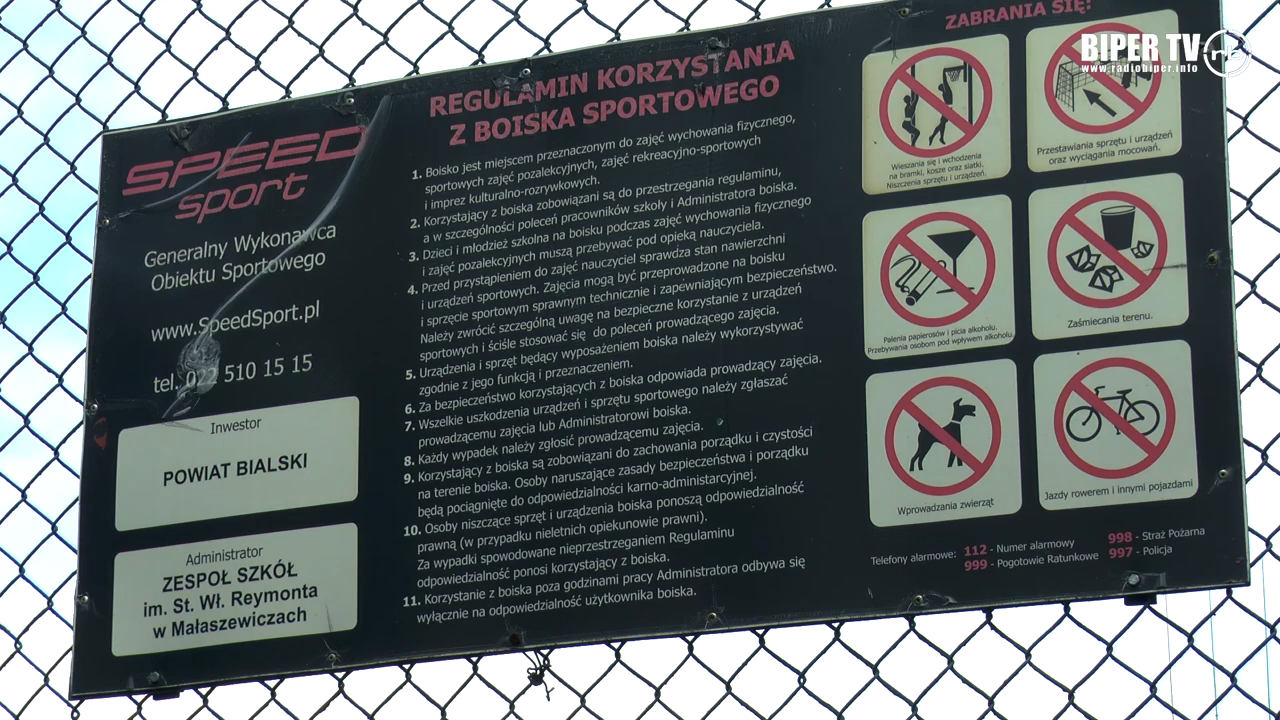 SPEED
sport
Generalny Wykonawca
Obiektu Sportowego
www.SpeedSport.pl
tel. 022 510 15 15
Inwestor
POWIAT BIALSKI
Administrator
ZESPOŁ SZKÓŁ
im. St. Wł. Reymonta
w Małaszewiczach
REGULAMIN KORZYSTANIA
Z BOISKA SPORTOWEGO
1. Boisko jest miejscem przeznaczonym do zajęć wychowania fizycznego,
sportowych zajęć pozalekcyjnych, zajęć rekreacyjno-sportowych
i imprez kulturalno-rozrywkowych.
2. Korzystający z boiska zobowiązani są do przestrzegania regulaminu,
a w szczególności poleceń pracowników szkoły i Administratora boiska.
3. Dzieci i młodzież szkolna na boisku podczas zajęć wychowania fizycznego
i zajęć pozalekcyjnych muszą przebywać pod opieką nauczyciela.
4. Przed przystąpieniem do zajęć nauczyciel sprawdza stan nawierzchni
i urządzeń sportowych. Zajęcia mogą być przeprowadzone na boisku
i sprzęcie sportowym sprawnym technicznie i zapewniającym bezpieczeństwo.
Należy zwrócić szczególną uwagę na bezpieczne korzystanie z urządzeń
sportowych i ściśle stosować się do poleceń prowadzącego zajęcia.
5. Urządzenia i sprzęt będący wyposażeniem boiska należy wykorzystywać
zgodnie z jego funkcją i przeznaczeniem.
6. Za bezpieczeństwo korzystających z boiska odpowiada prowadzący zajęcia.
7. Wszelkie uszkodzenia urządzeń i sprzętu sportowego należy zgłaszać
prowadzącemu zajęcia lub Administratorowi boiska.
8. Każdy wypadek należy zgłosić prowadzącemu zajęcia.
9. Korzystający z boiska są zobowiązani do zachowania porządku i czystości
na terenie boiska. Osoby naruszające zasady bezpieczeństwa i porządku
będą pociągnięte do odpowiedzialności karno-administarcyjnej.
10. Osoby niszczące sprzęt i urządzenia boiska ponoszą odpowiedzialność
prawną (w przypadku nieletnich opiekunowie prawni).
Za wypadki spowodowane nieprzestrzeganiem Regulaminu
odpowiedzialność ponosi korzystający z boiska.
11. Korzystanie z boiska poza godzinami pracy Administratora odbywa się
wyłącznie na odpowiedzialność użytkownika boiska.
ZABRANIA SIĘ:
Wieszania się i wchodzenia
na bramki, kosze oraz siatki.
Niszczenia sprzętu i urządzeń.
Przestawiania sprzętu i urządzeń
oraz wyciągania mocowań.
Palenia papierosów i picia alkoholu.
Przebywania osobom pod wpływem alkoholu
Zaśmiecania terenu.
Wprowadzania zwierząt
Jazdy rowerem i innymi pojazdami
Telefony alarmowe: 112 - Numer alarmowy 998 - Straż Pożarna
999 - Pogotowie Ratunkowe 997 - Policja
BIPER TV
www.radiobiper.info